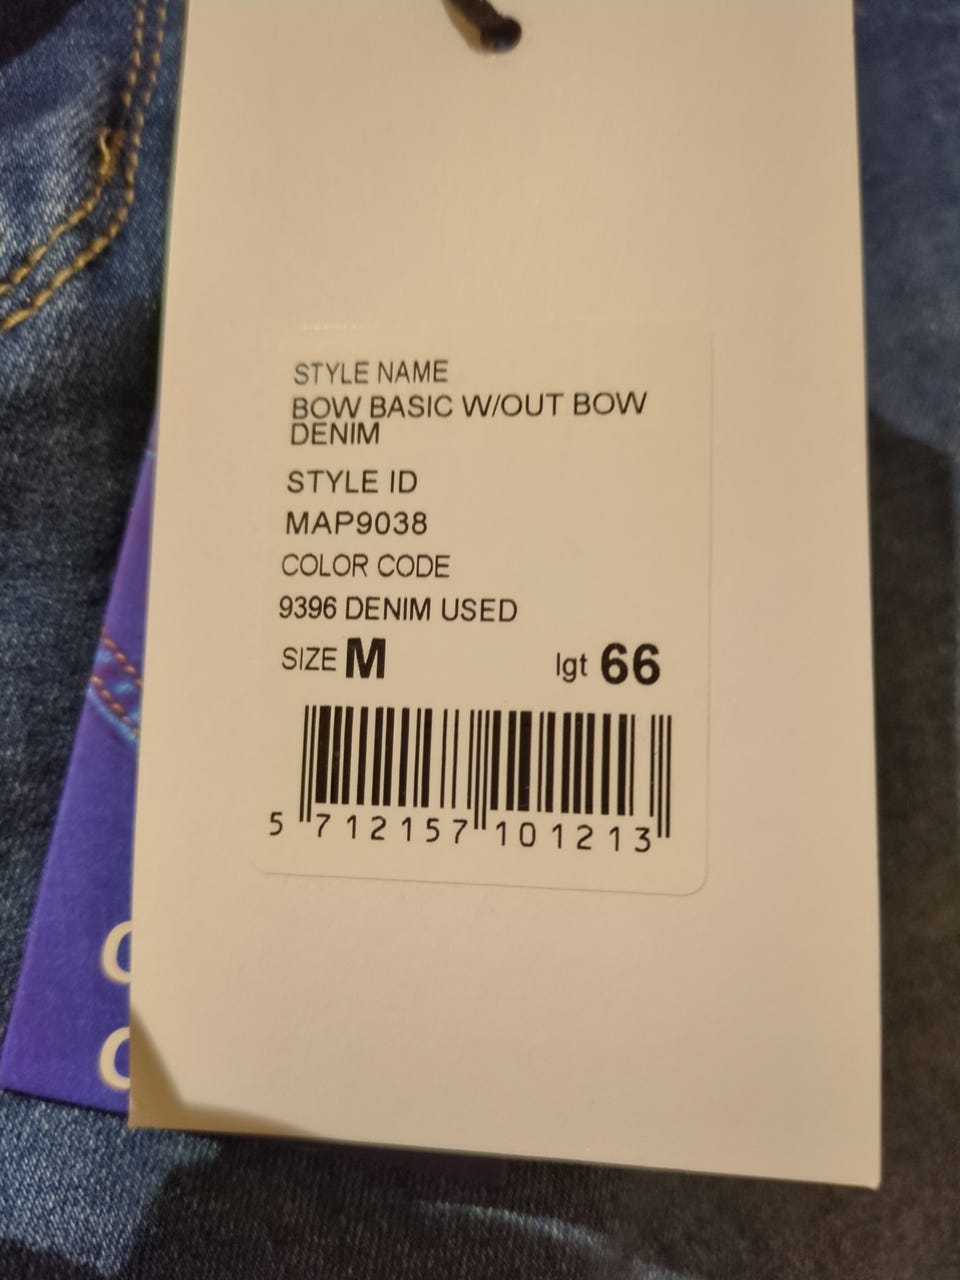 STYLE NAME
BOW BASIC W/OUT BOW
DENIM
STYLE ID
MAP9038
COLOR CODE
9396 DENIM USED
SIZE M lgt 66
5 712157 101213